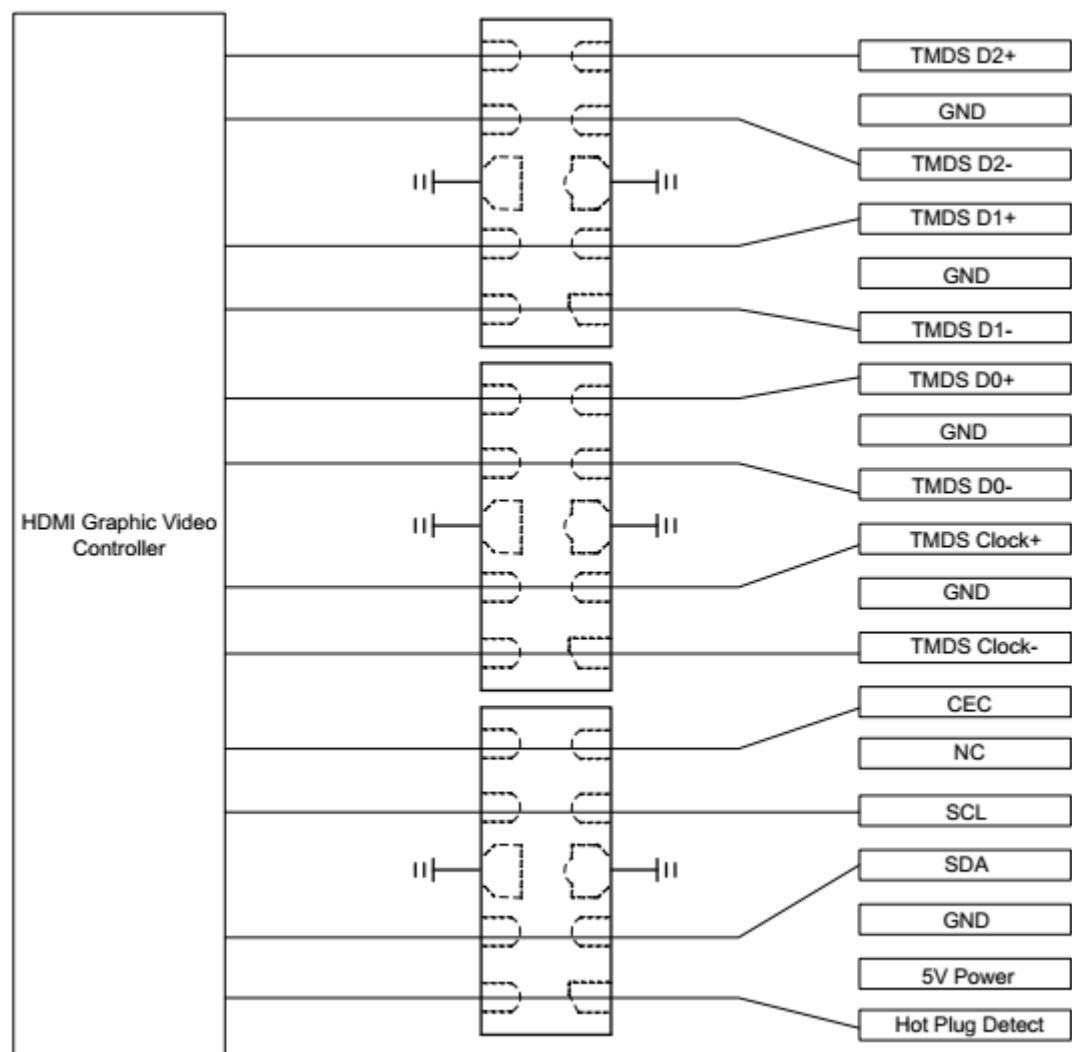 HDMI Graphic Video
Controller
TMDS D2+
GND
TMDS D2-
TMDS D1+
GND
TMDS D1-
TMDS D0+
GND
TMDS D0-
TMDS Clock+
GND
TMDS Clock-
CEC
NC
SCL
SDA
GND
5V Power
Hot Plug Detect